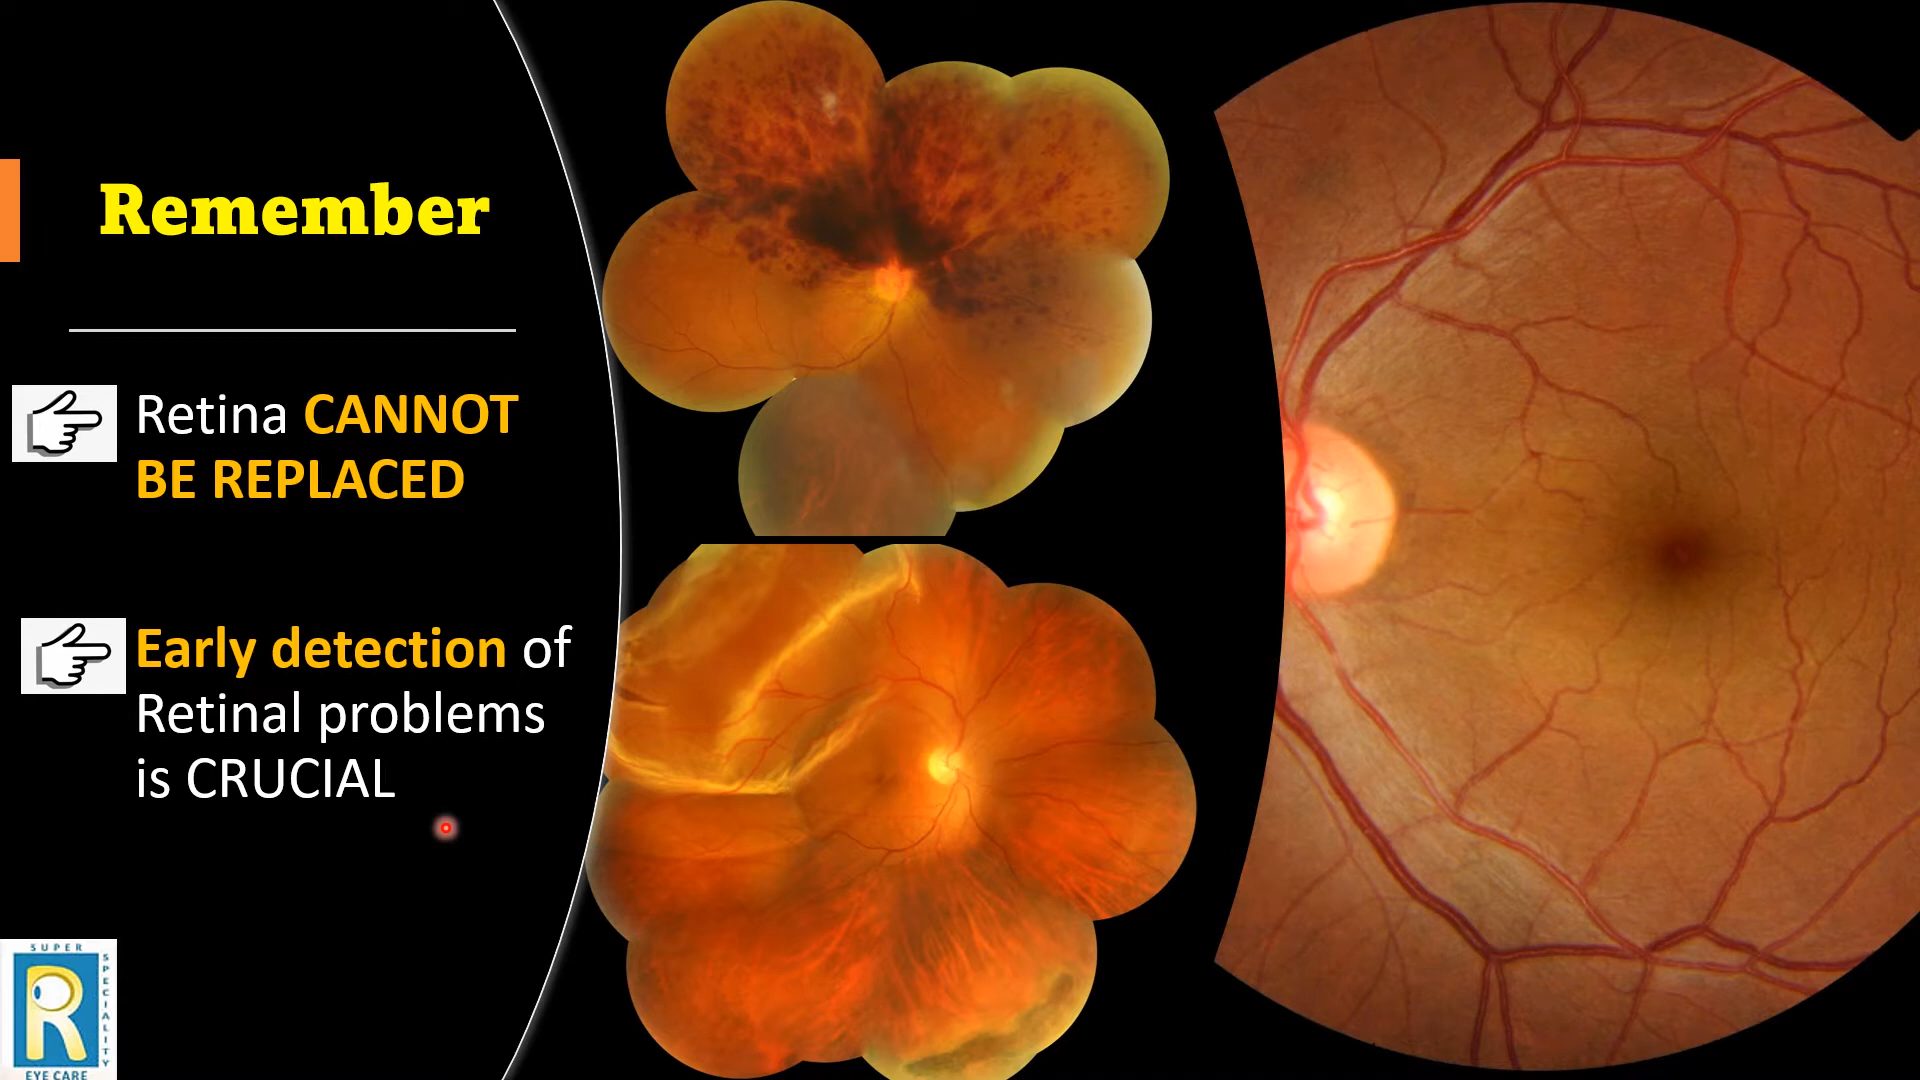 Remember
Retina CANNOT
BE REPLACED
Early detection of
Retinal problems
is CRUCIAL
SUPER
SPECIALITY
R
EYE CARE